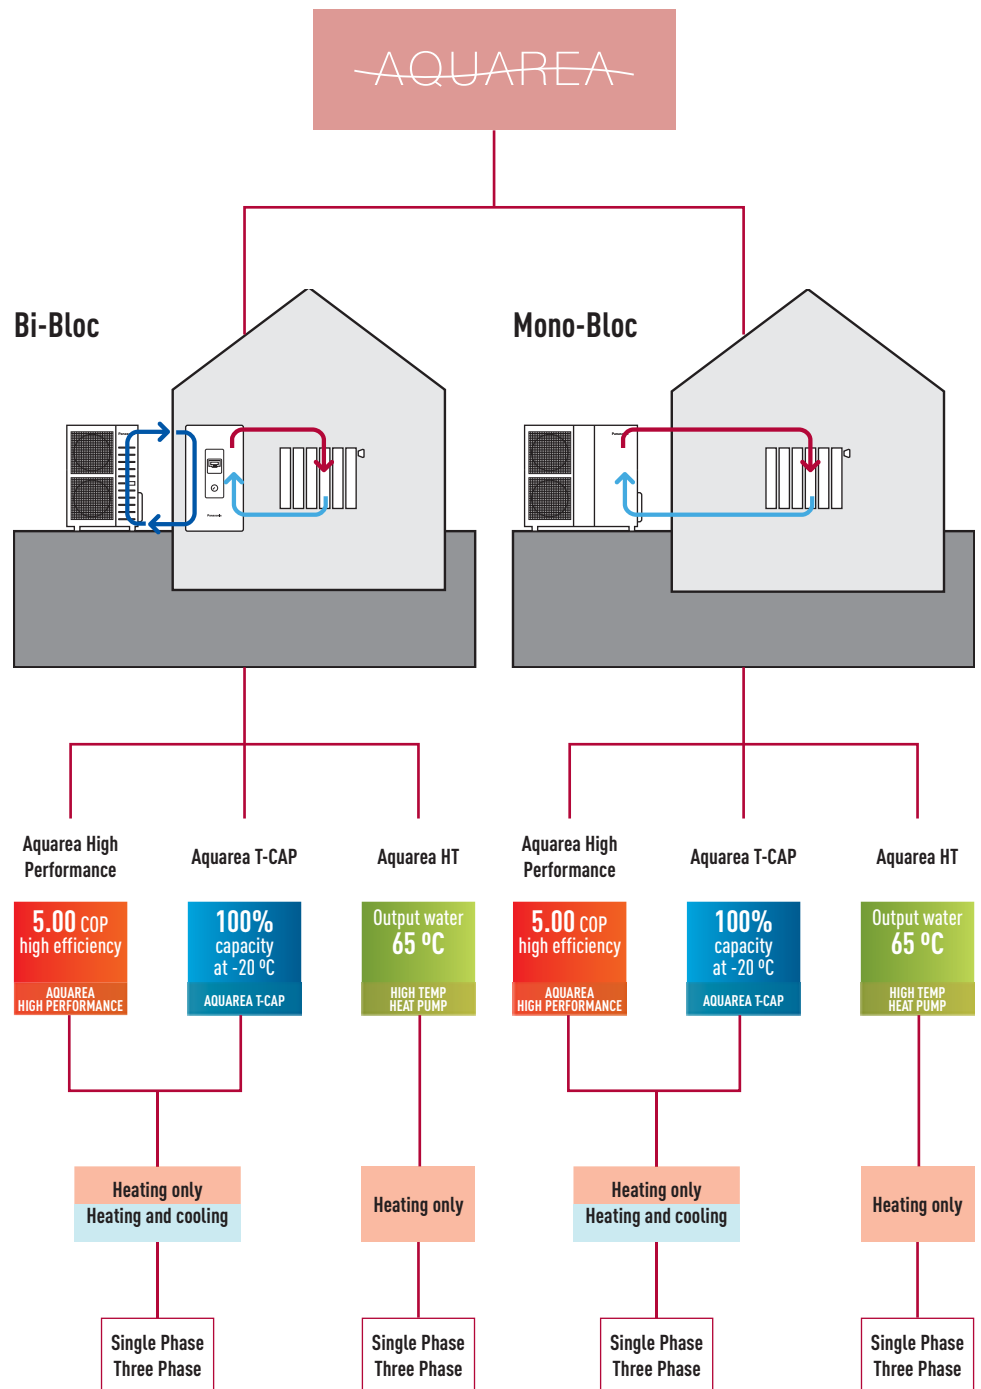 AQUAREA
Bi-Bloc
Mono-Bloc
Aquarea High
Performance
Aquarea T-CAP
Aquarea HT
Aquarea High
Performance
Aquarea T-CAP
Aquarea HT
5.00 COP
high efficiency
AQUAREA
HIGH PERFORMANCE
100%
capacity
at -20 ºC
AQUAREA T-CAP
Output water
65 ºC
HIGH TEMP
HEAT PUMP
5.00 COP
high efficiency
AQUAREA
HIGH PERFORMANCE
100%
capacity
at -20 ºC
AQUAREA T-CAP
Output water
65 ºC
HIGH TEMP
HEAT PUMP
Heating only
Heating and cooling
Heating only
Heating only
Heating and cooling
Heating only
Single Phase
Three Phase
Single Phase
Three Phase
Single Phase
Three Phase
Single Phase
Three Phase